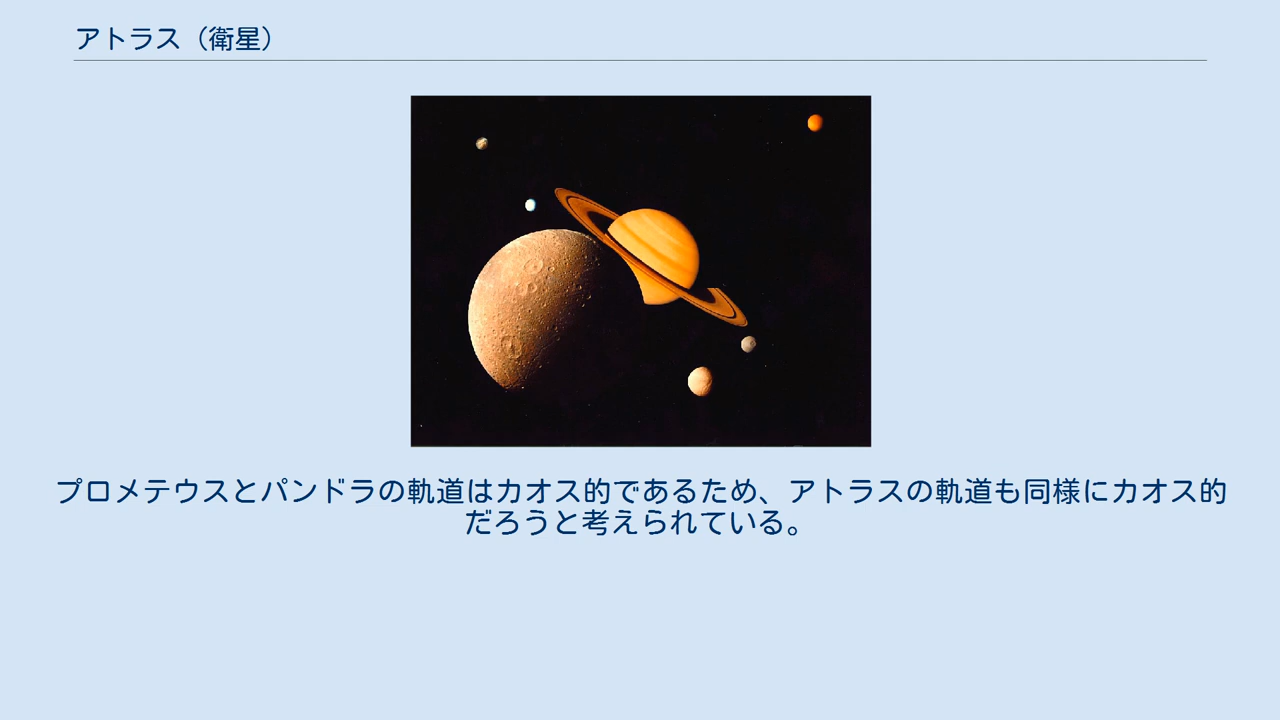 アトラス（衛星）
プロメテウスとパンドラの軌道はカオス的であるため、アトラスの軌道も同様にカオス的
だろうと考えられている。